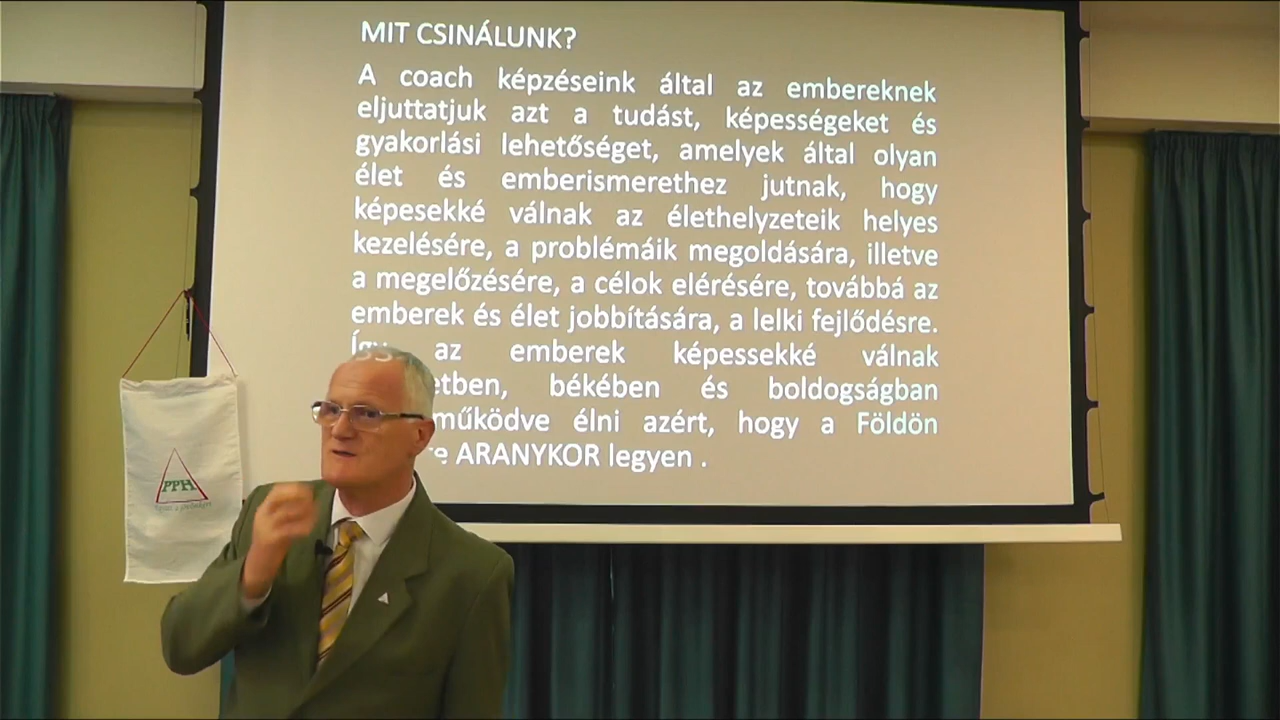 MIT CSINÁLUNK?
A coach képzéseink által az embereknek
eljuttatjuk azt a tudást, képességeket és
gyakorlási lehetőséget, amelyek által olyan
élet és emberismerethez jutnak, hogy
képesekké válnak az élethelyzeteik helyes
kezelésére, a problémáik megoldására, illetve
a megelőzésére, a célok elérésére, továbbá az
emberek és élet jobbítására, a lelki fejlődésre.
Így az emberek képessekké válnak
etben, békében és boldogságban
működve élni azért, hogy a Földön
re ARANYKOR legyen .
PPH